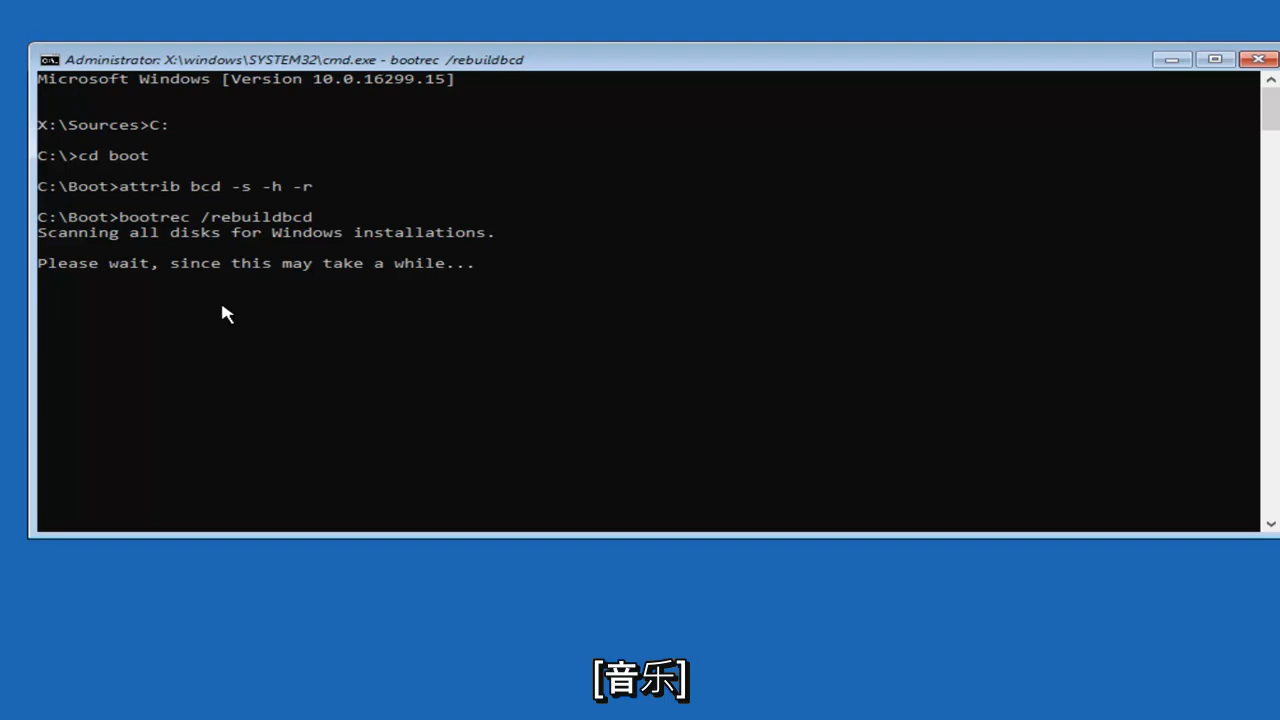 Administrator: X:\windows\SYSTEM32\cmd.exe - bootrec /rebuildbcd
Microsoft Windows [Version 10.0.16299.15]
X:\Sources>C:
C:\>cd boot
C:\Boot>attrib bcd -s -h -r
C:\Boot>bootrec /rebuildbcd
Scanning all disks for Windows installations.
Please wait, since this may take a while...
[音乐]